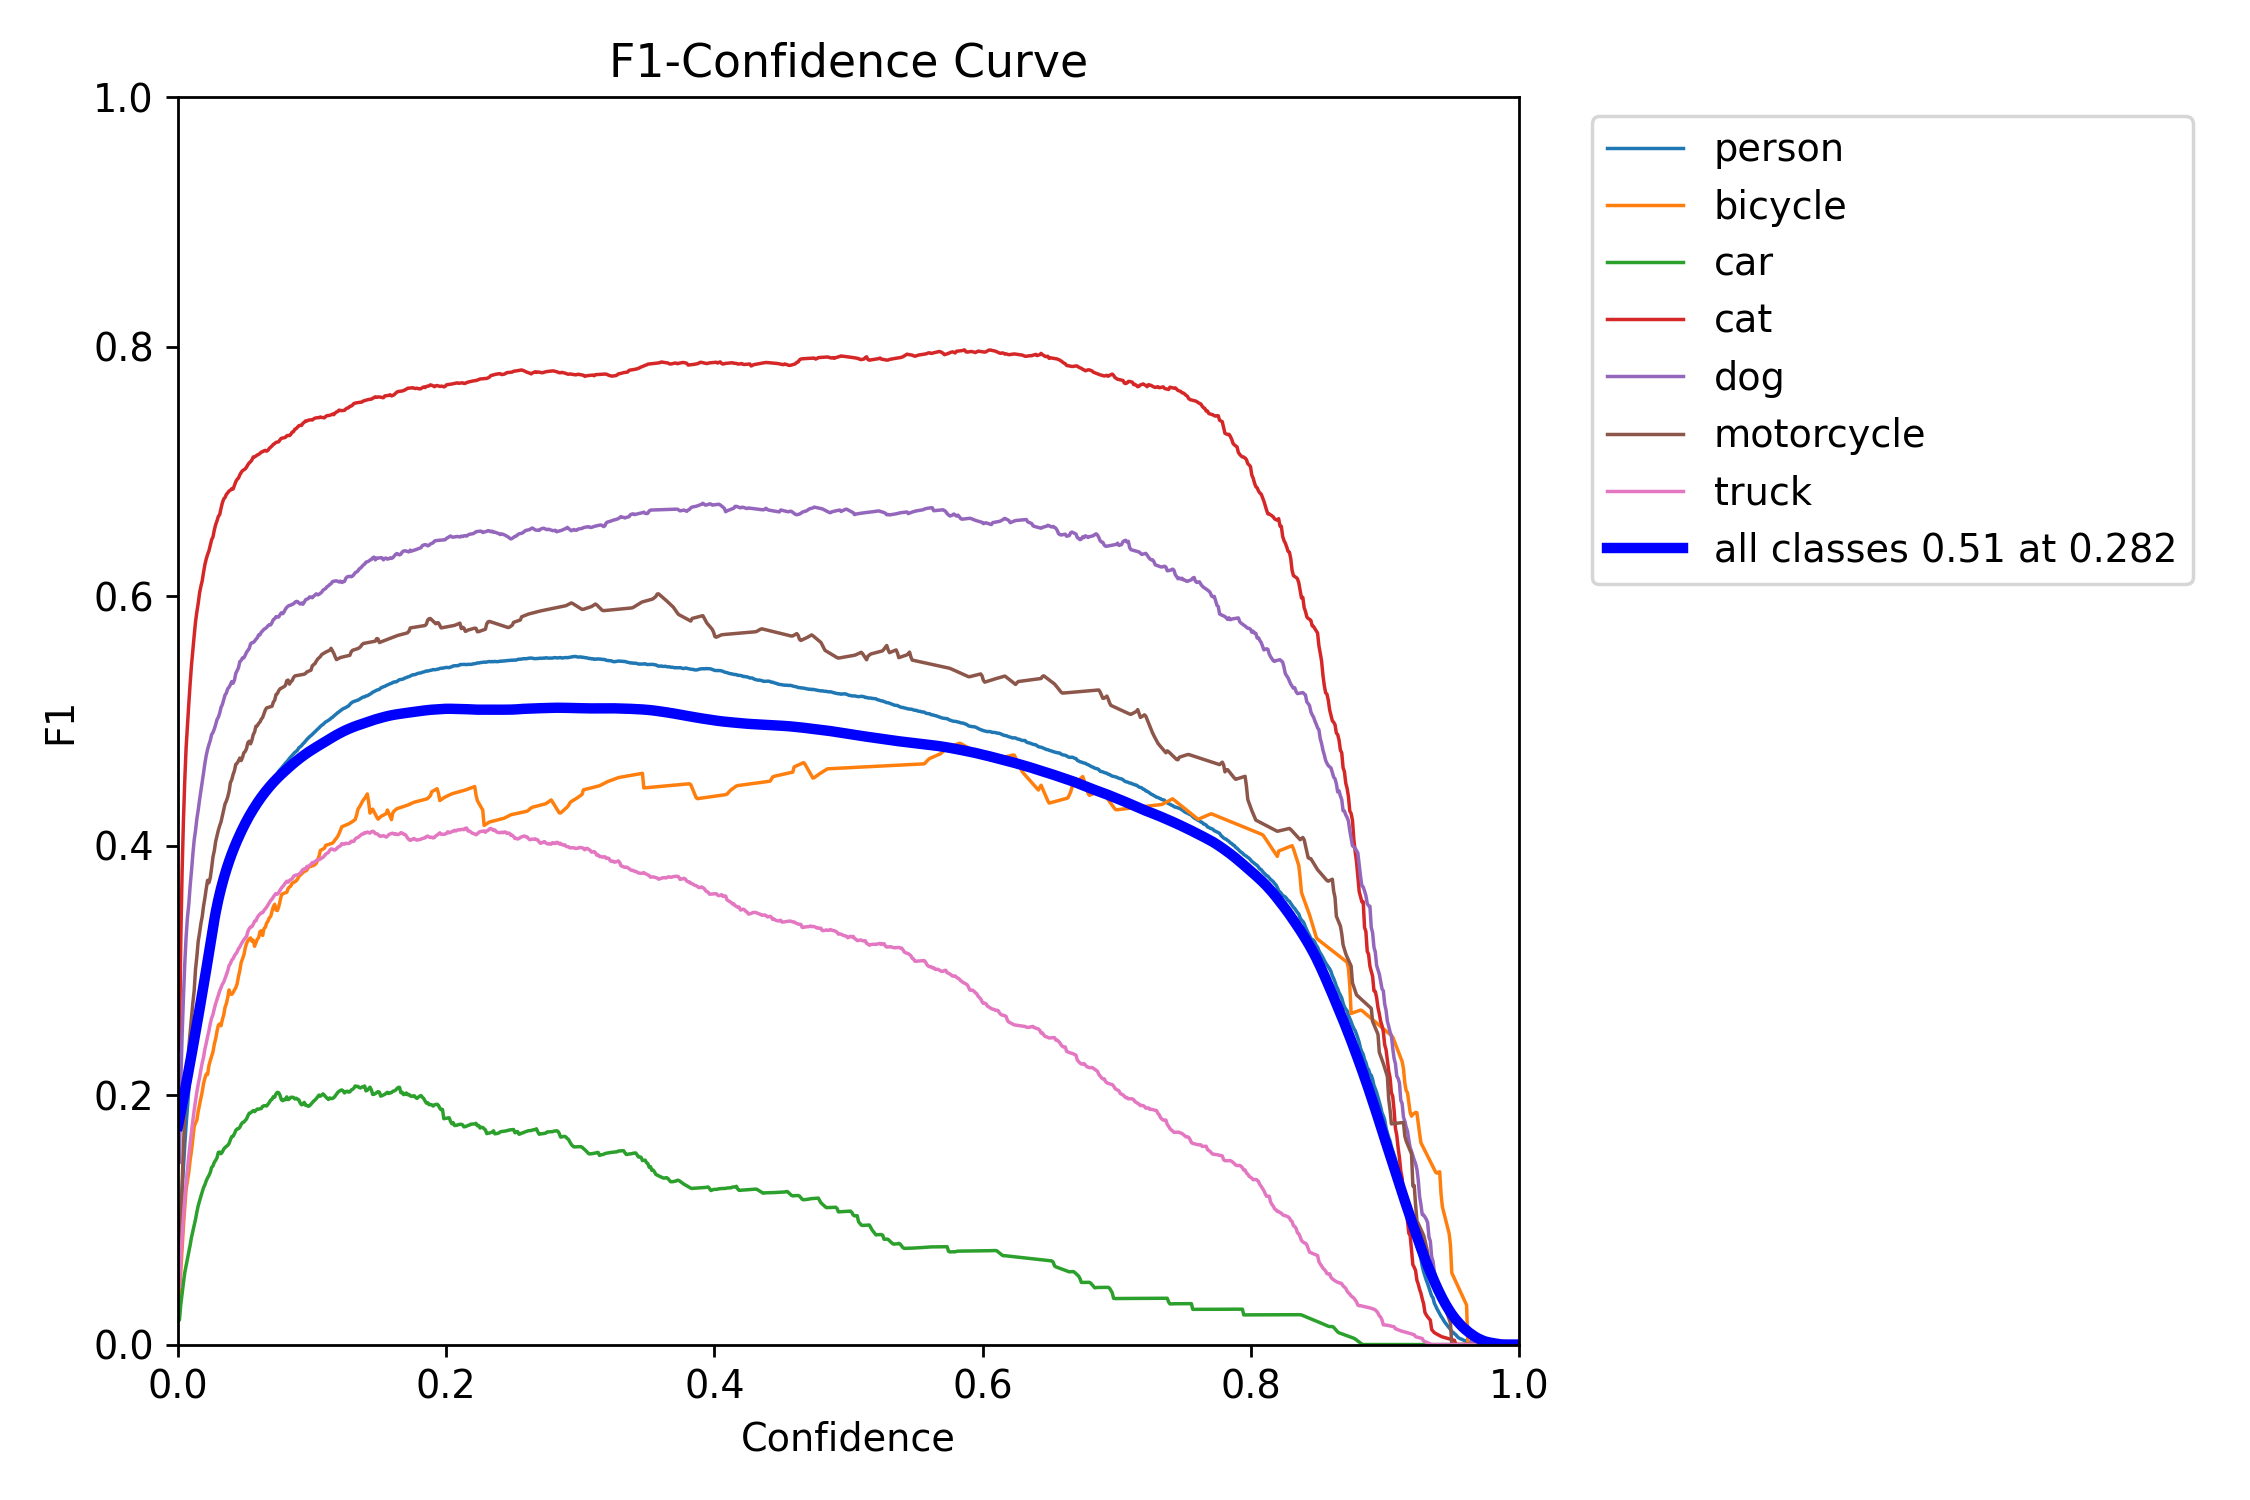 F1-Confidence Curve
1.0
0.8
0.6
0.4
0.2
0.0
F1
0.0 0.2 0.4 0.6 0.8 1.0
Confidence
person
bicycle
car
cat
dog
motorcycle
truck
all classes 0.51 at 0.282